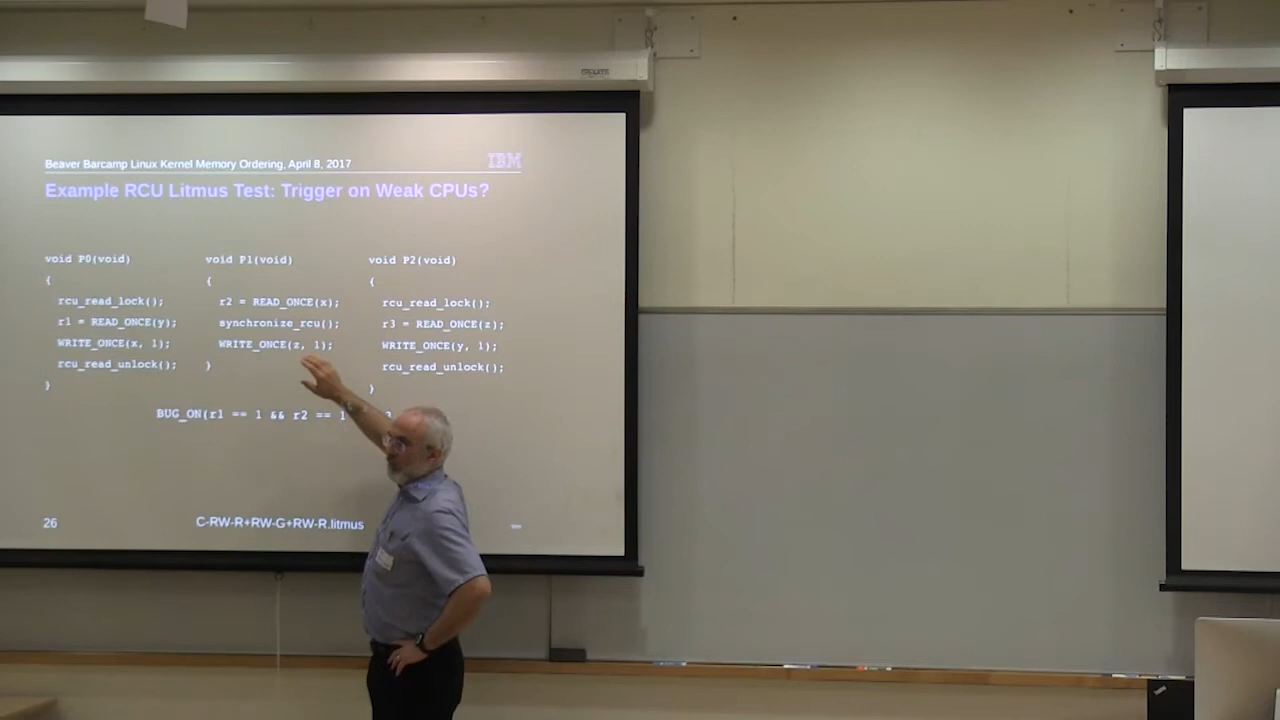 Beaver Barcamp Linux Kernel Memory Ordering, April 8, 2017
IBM
Example RCU Litmus Test: Trigger on Weak CPUs?
void P0(void)
{
rcu_read_lock();
r1 = READ_ONCE(y);
WRITE_ONCE(x, 1);
rcu_read_unlock();
}
void P1(void)
{
r2 = READ_ONCE(x);
synchronize_rcu();
WRITE_ONCE(z, 1);
}
void P2(void)
{
rcu_read_lock();
r3 = READ_ONCE(z);
WRITE_ONCE(y, 1);
rcu_read_unlock();
}
BUG_ON(r1 == 1 && r2 == 1
26
C-RW-R+RW-G+RW-R.litmus